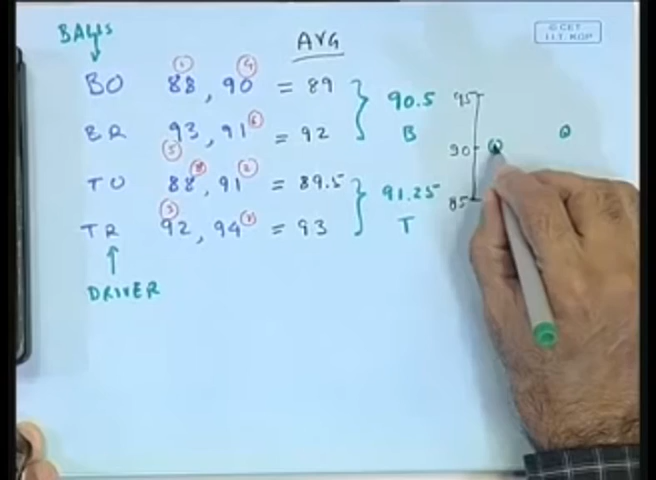 BALLS
AVG
© CET
I.I.T. KGP
BO 88, 90 = 89
BR 93, 91 = 92
TO 88, 91 = 89.5
TR 92, 94 = 93
90.5
B
91.25
T
95
90
85
DRIVER